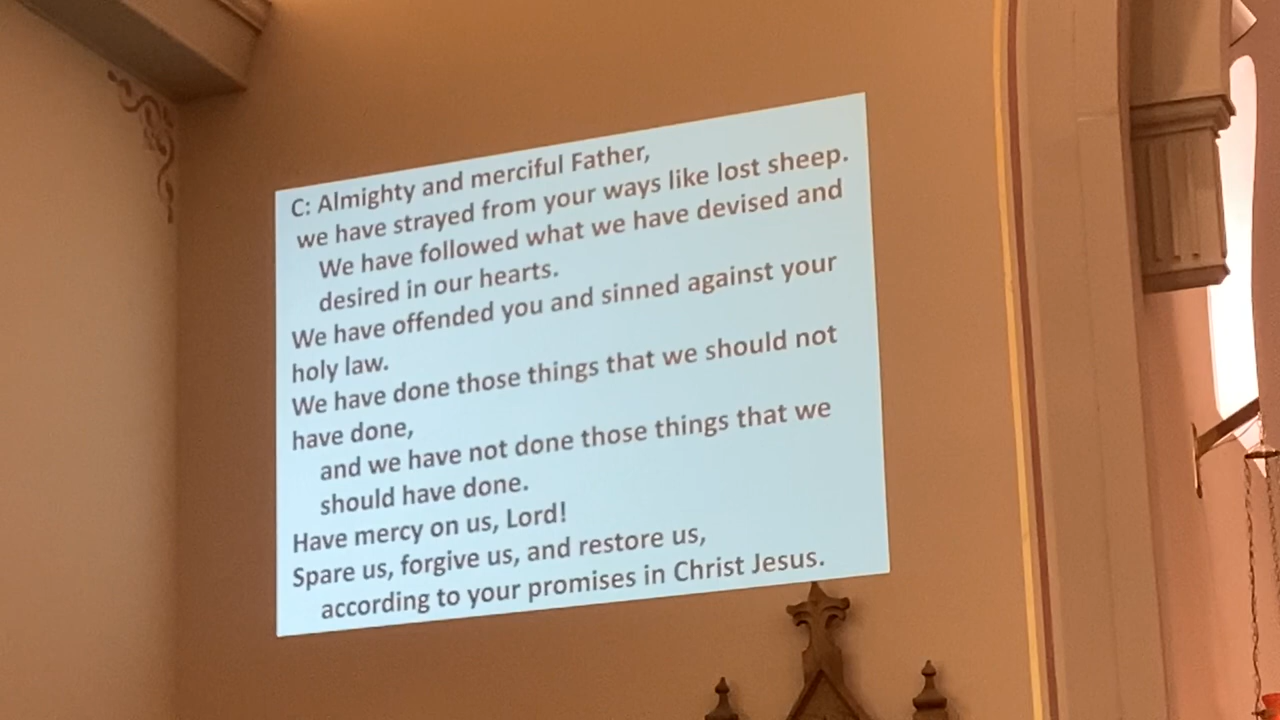 C: Almighty and merciful Father,
we have strayed from your ways like lost sheep.
We have followed what we have devised and
desired in our hearts.
We have offended you and sinned against your
holy law.
We have done those things that we should not
have done,
and we have not done those things that we
should have done.
Have mercy on us, Lord!
Spare us, forgive us, and restore us,
according to your promises in Christ Jesus.